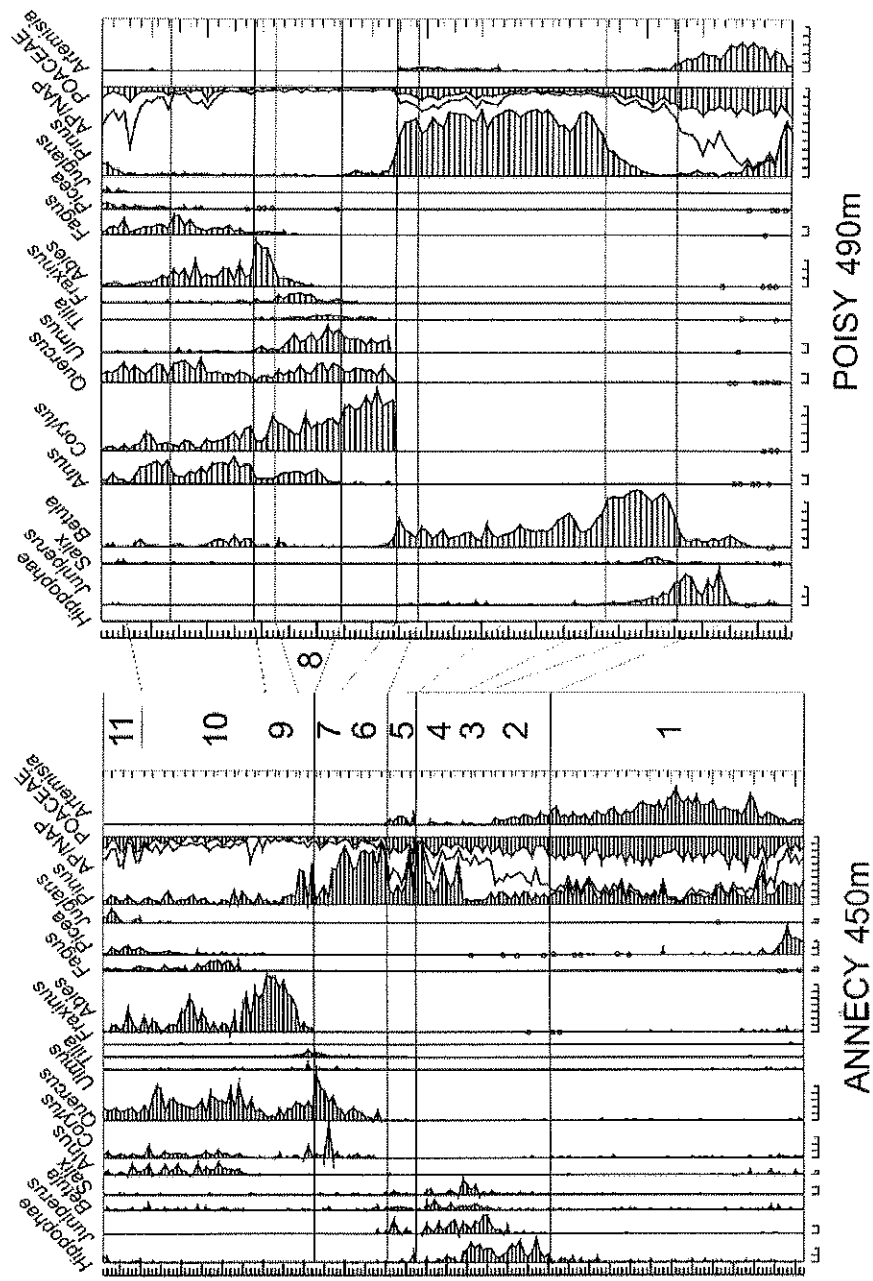 Hippophae
Juniperus
Betula
Salix
Alnus
Corylus
Quercus
Ulmus
Tilia
Fraxinus
Abies
Fagus
Picea
Juglans
Pinus
AP/NAP
POACEAE
Artemisia
11
10
9
8
7
6
5
4
3
2
1
ANNECY 450m
Hippophae
Juniperus
Salix
Betula
Alnus
Corylus
Quercus
Ulmus
Tilia
Fraxinus
Abies
Fagus
Picea
Juglans
Pinus
AP/NAP
POACEAE
Artemisia
POISY 490m